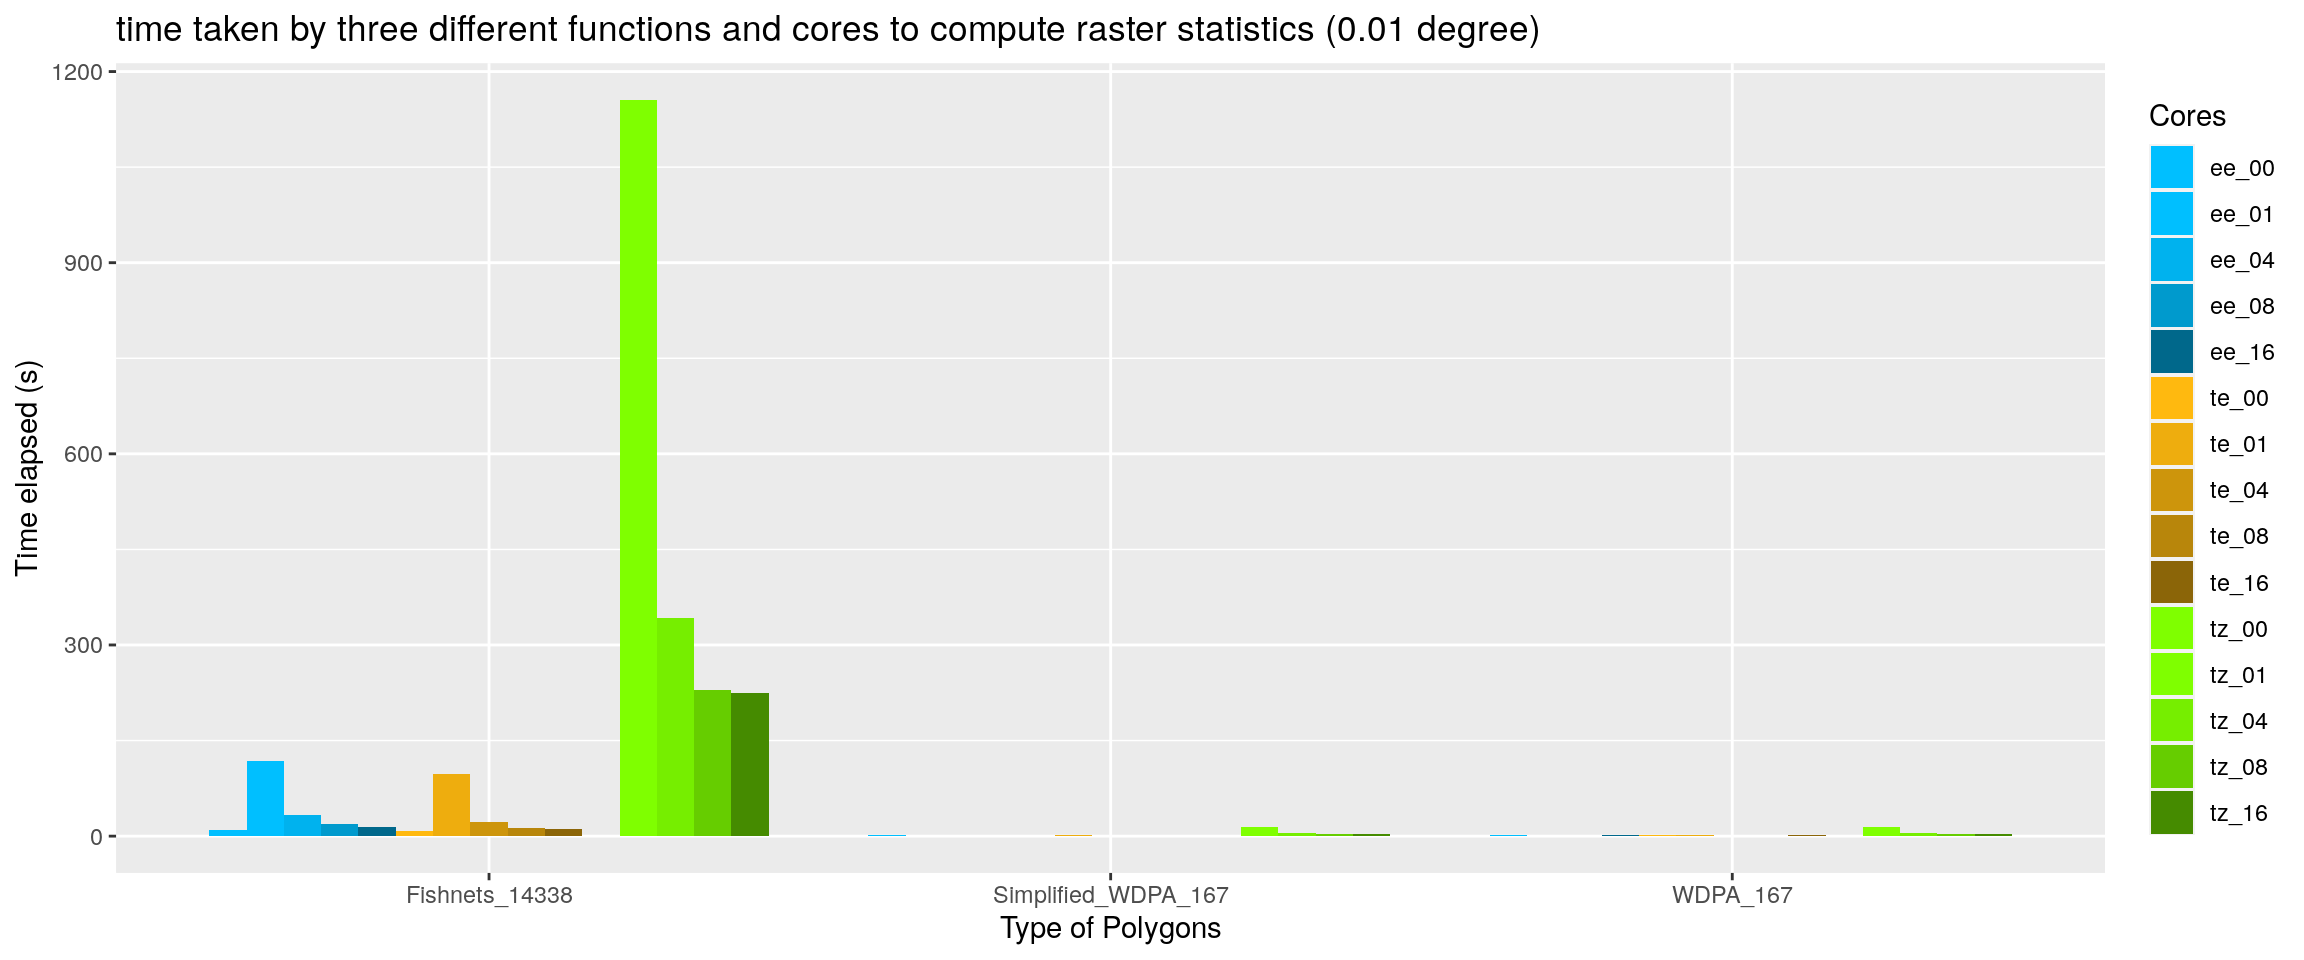 time taken by three different functions and cores to compute raster statistics (0.01 degree)
1200
900
600
300
0
Time elapsed (s)
Fishnets_14338
Simplified_WDPA_167
WDPA_167
Type of Polygons
Cores
ee_00
ee_01
ee_04
ee_08
ee_16
te_00
te_01
te_04
te_08
te_16
tz_00
tz_01
tz_04
tz_08
tz_16